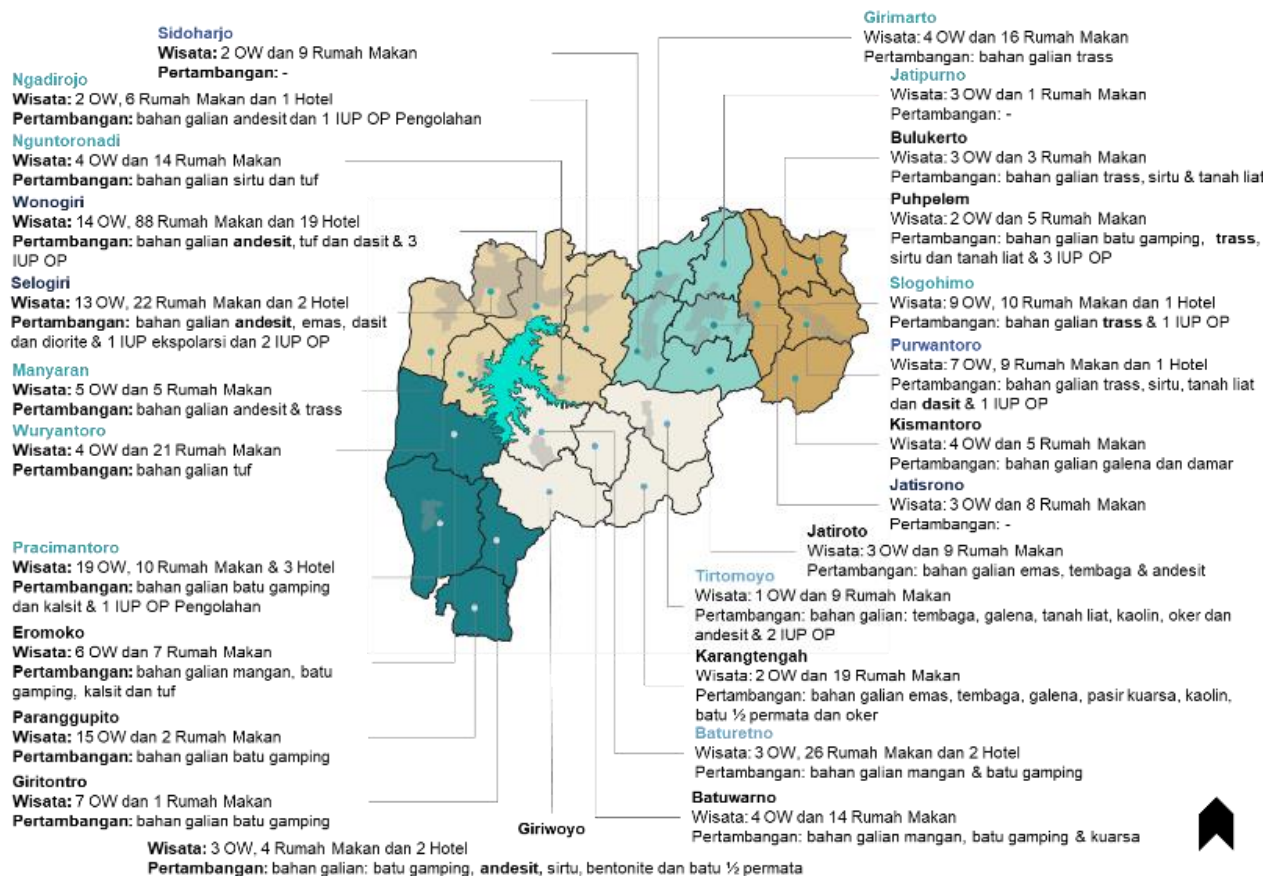 Sidoharjo
Wisata: 2 OW dan 9 Rumah Makan
Pertambangan: -
Ngadirojo
Wisata: 2 OW, 6 Rumah Makan dan 1 Hotel
Pertambangan: bahan galian andesit dan 1 IUP OP Pengolahan
Nguntoronadi
Wisata: 4 OW dan 14 Rumah Makan
Pertambangan: bahan galian sirtu dan tuf
Wonogiri
Wisata: 14 OW, 88 Rumah Makan dan 19 Hotel
Pertambangan: bahan galian andesit, tuf dan dasit & 3
IUP OP
Selogiri
Wisata: 13 OW, 22 Rumah Makan dan 2 Hotel
Pertambangan: bahan galian andesit, emas, dasit
dan diorite & 1 IUP ekspolarsi dan 2 IUP OP
Manyaran
Wisata: 5 OW dan 5 Rumah Makan
Pertambangan: bahan galian andesit & trass
Wuryantoro
Wisata: 4 OW dan 21 Rumah Makan
Pertambangan: bahan galian tuf
Pracimantoro
Wisata: 19 OW, 10 Rumah Makan & 3 Hotel
Pertambangan: bahan galian batu gamping
dan kalsit & 1 IUP OP Pengolahan
Eromoko
Wisata: 6 OW dan 7 Rumah Makan
Pertambangan: bahan galian mangan, batu
gamping, kalsit dan tuf
Paranggupito
Wisata: 15 OW dan 2 Rumah Makan
Pertambangan: bahan galian batu gamping
Giritontro
Wisata: 7 OW dan 1 Rumah Makan
Pertambangan: bahan galian batu gamping
Giriwoyo
Wisata: 3 OW, 4 Rumah Makan dan 2 Hotel
Pertambangan: bahan galian: batu gamping, andesit, sirtu, bentonite dan batu ½ permata
Girimarto
Wisata: 4 OW dan 16 Rumah Makan
Pertambangan: bahan galian trass
Jatipurno
Wisata: 3 OW dan 1 Rumah Makan
Pertambangan: -
Bulukerto
Wisata: 3 OW dan 3 Rumah Makan
Pertambangan: bahan galian trass, sirtu & tanah liat
Puhpelem
Wisata: 2 OW dan 5 Rumah Makan
Pertambangan: bahan galian batu gamping, trass,
sirtu dan tanah liat & 3 IUP OP
Slogohimo
Wisata: 9 OW, 10 Rumah Makan dan 1 Hotel
Pertambangan: bahan galian trass & 1 IUP OP
Purwantoro
Wisata: 7 OW, 9 Rumah Makan dan 1 Hotel
Pertambangan: bahan galian trass, sirtu, tanah liat
dan dasit & 1 IUP OP
Kismantoro
Wisata: 4 OW dan 5 Rumah Makan
Pertambangan: bahan galian galena dan damar
Jatisrono
Wisata: 3 OW dan 8 Rumah Makan
Pertambangan: -
Jatiroto
Wisata: 3 OW dan 9 Rumah Makan
Pertambangan: bahan galian emas, tembaga & andesit
Tirtomoyo
Wisata: 1 OW dan 9 Rumah Makan
Pertambangan: bahan galian: tembaga, galena, tanah liat, kaolin, oker dan
andesit & 2 IUP OP
Karangtengah
Wisata: 2 OW dan 19 Rumah Makan
Pertambangan: bahan galian emas, tembaga, galena, pasir kuarsa, kaolin,
batu ½ permata dan oker
Baturetno
Wisata: 3 OW, 26 Rumah Makan dan 2 Hotel
Pertambangan: bahan galian mangan & batu gamping
Batuwarno
Wisata: 4 OW dan 14 Rumah Makan
Pertambangan: bahan galian mangan, batu gamping & kuarsa